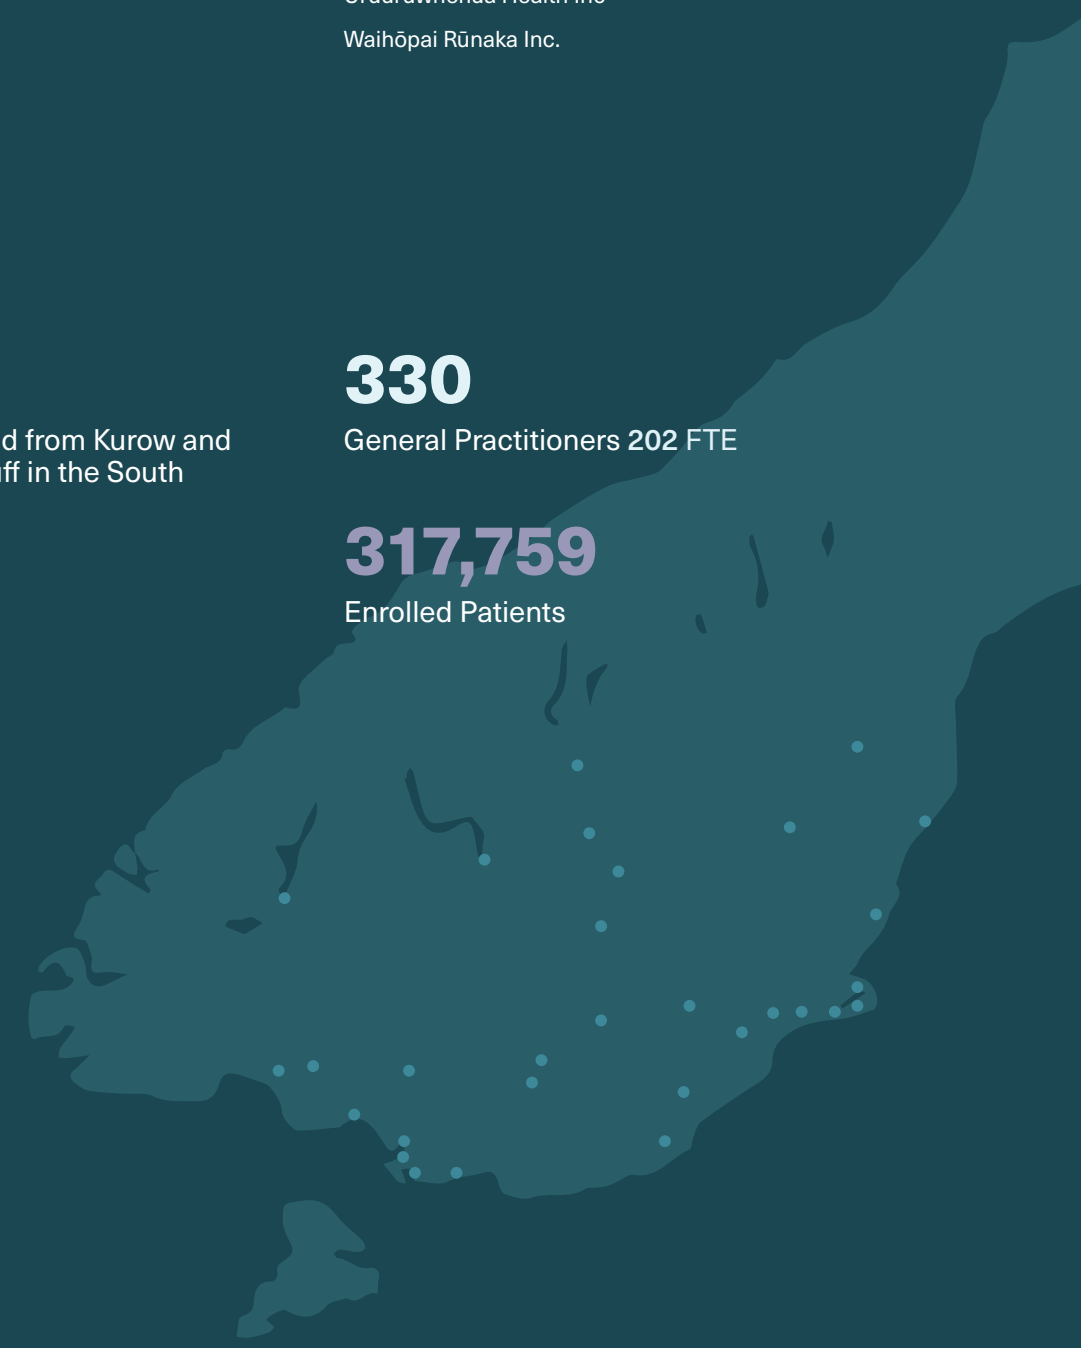 Waihōpai Rūnaka Inc.
330
General Practitioners 202 FTE
d from Kurow and
ff in the South
317,759
Enrolled Patients